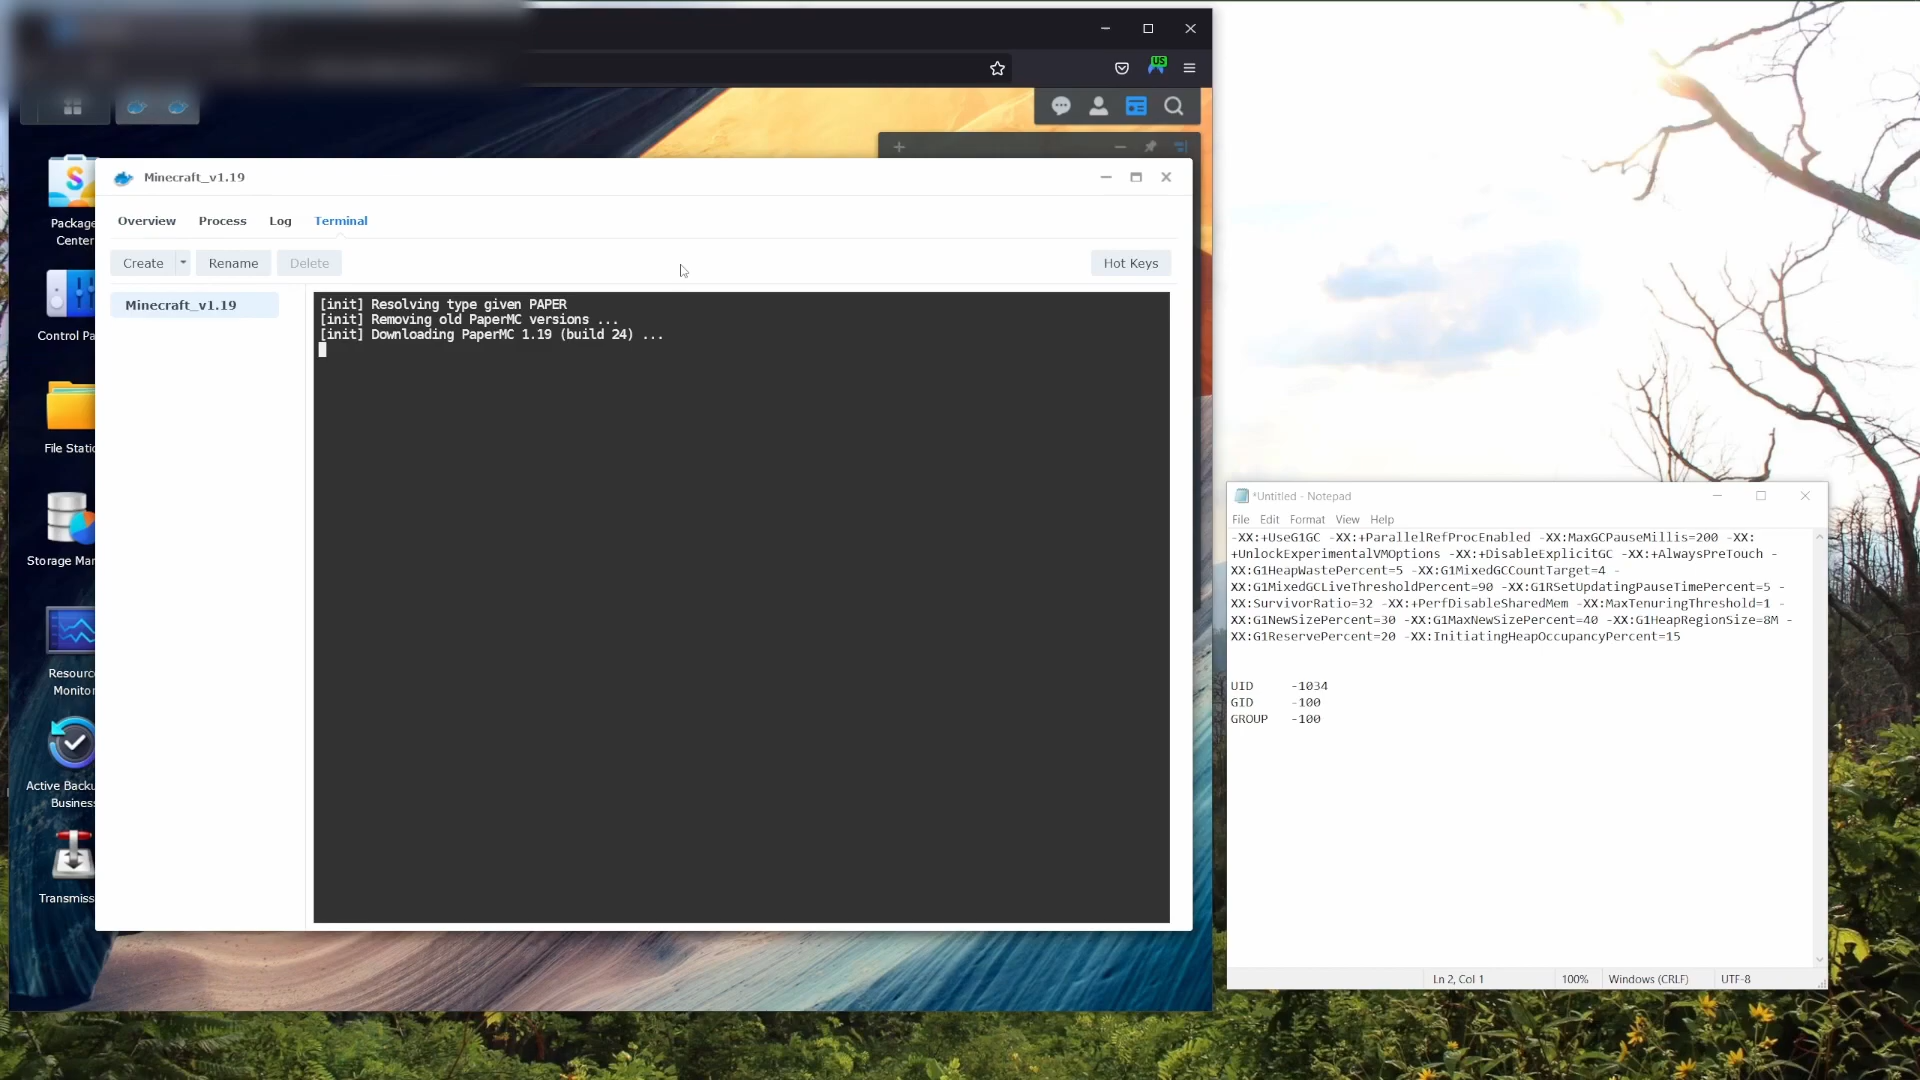 US
Minecraft_v1.19
Overview Process Log Terminal
Create Rename Delete Hot Keys
Minecraft_v1.19
[init] Resolving type given PAPER
[init] Removing old PaperMC versions ...
[init] Downloading PaperMC 1.19 (build 24) ...
Package
Center
Control Pa
File Statio
Storage Man
Resource
Monitor
Active Backu
Business
Transmiss
*Untitled - Notepad
File Edit Format View Help
-XX:+UseG1GC -XX:+ParallelRefProcEnabled -XX:MaxGCPauseMillis=200 -XX:
+UnlockExperimentalVMOptions -XX:+DisableExplicitGC -XX:+AlwaysPreTouch -
XX:G1HeapWastePercent=5 -XX:G1MixedGCCountTarget=4 -
XX:G1MixedGCLiveThresholdPercent=90 -XX:G1RSetUpdatingPauseTimePercent=5 -
XX:SurvivorRatio=32 -XX:+PerfDisableSharedMem -XX:MaxTenuringThreshold=1 -
XX:G1NewSizePercent=30 -XX:G1MaxNewSizePercent=40 -XX:G1HeapRegionSize=8M -
XX:G1ReservePercent=20 -XX:InitiatingHeapOccupancyPercent=15
UID -1034
GID -100
GROUP -100
Ln 2, Col 1 100% Windows (CRLF) UTF-8